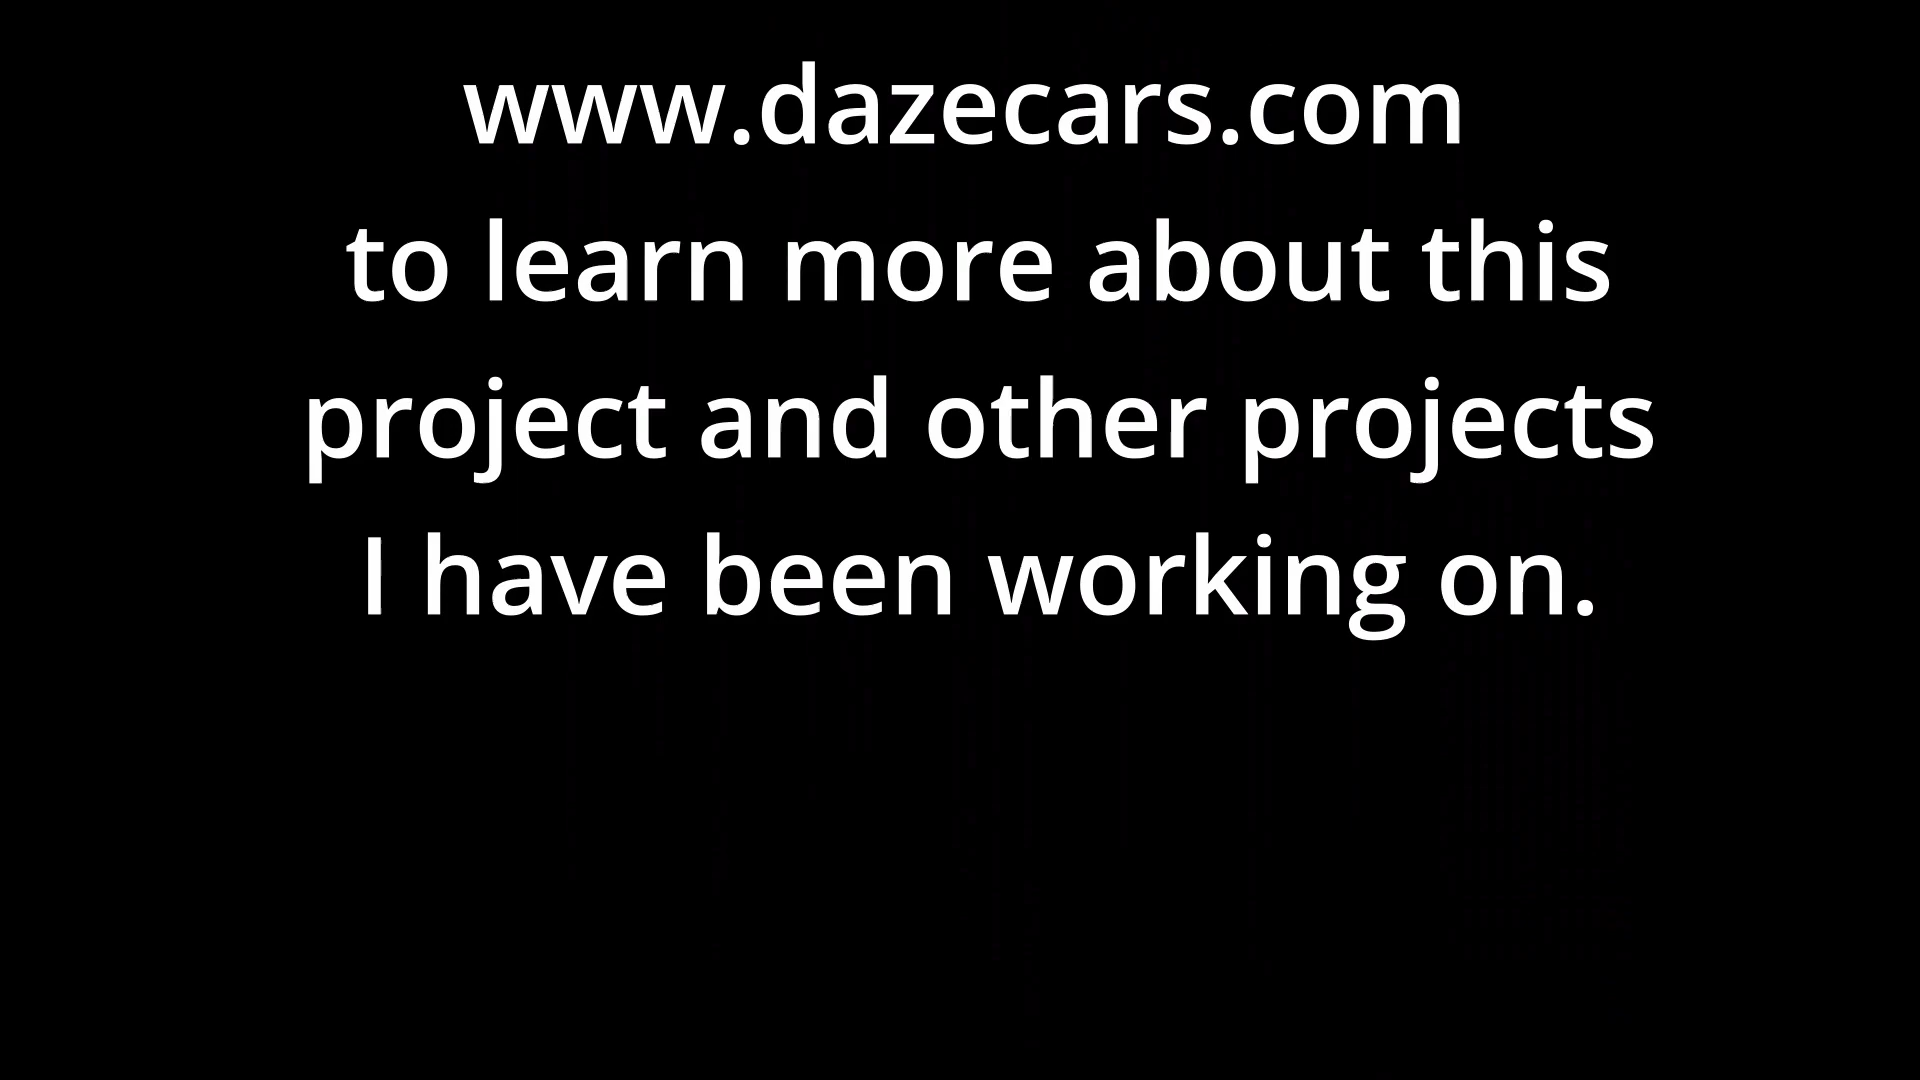 www.dazecars.com
to learn more about this
project and other projects
I have been working on.